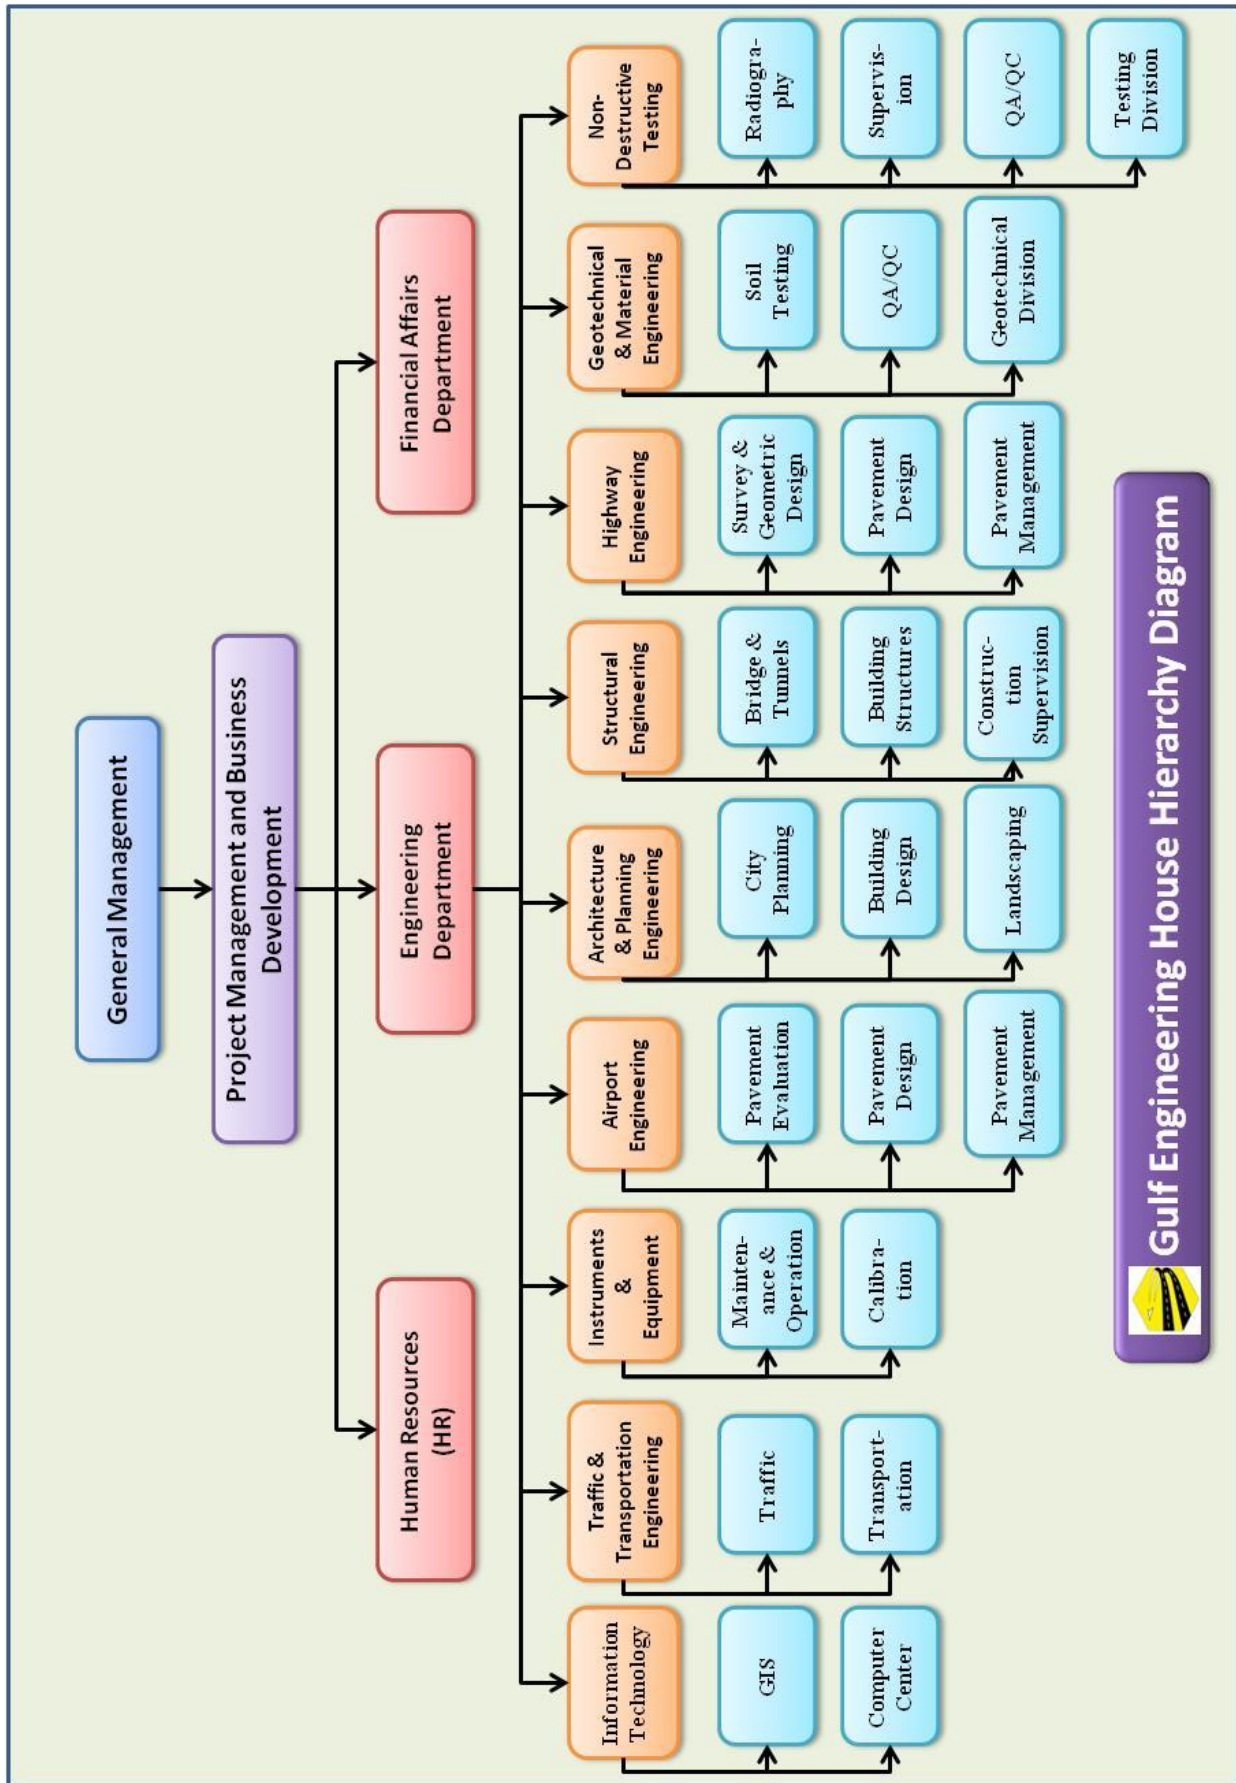 General Management
Project Management and Business
Development
Human Resources
(HR)
Engineering
Department
Financial Affairs
Department
Information
Technology
GIS
Computer
Center
Traffic &
Transportation
Engineering
Traffic
Transport-
ation
Instruments
&
Equipment
Mainten-
ance &
Operation
Calibra-
tion
Airport
Engineering
Pavement
Evaluation
Pavement
Design
Pavement
Management
Architecture
& Planning
Engineering
City
Planning
Building
Design
Landscaping
Structural
Engineering
Bridge &
Tunnels
Building
Structures
Construc-
tion
Supervision
Highway
Engineering
Survey &
Geometric
Design
Pavement
Design
Pavement
Management
Geotechnical
& Material
Engineering
Soil
Testing
QA/QC
Geotechnical
Division
Non-
Destructive
Testing
Radiogra-
phy
Supervis-
ion
QA/QC
Testing
Division
Gulf Engineering House Hierarchy Diagram